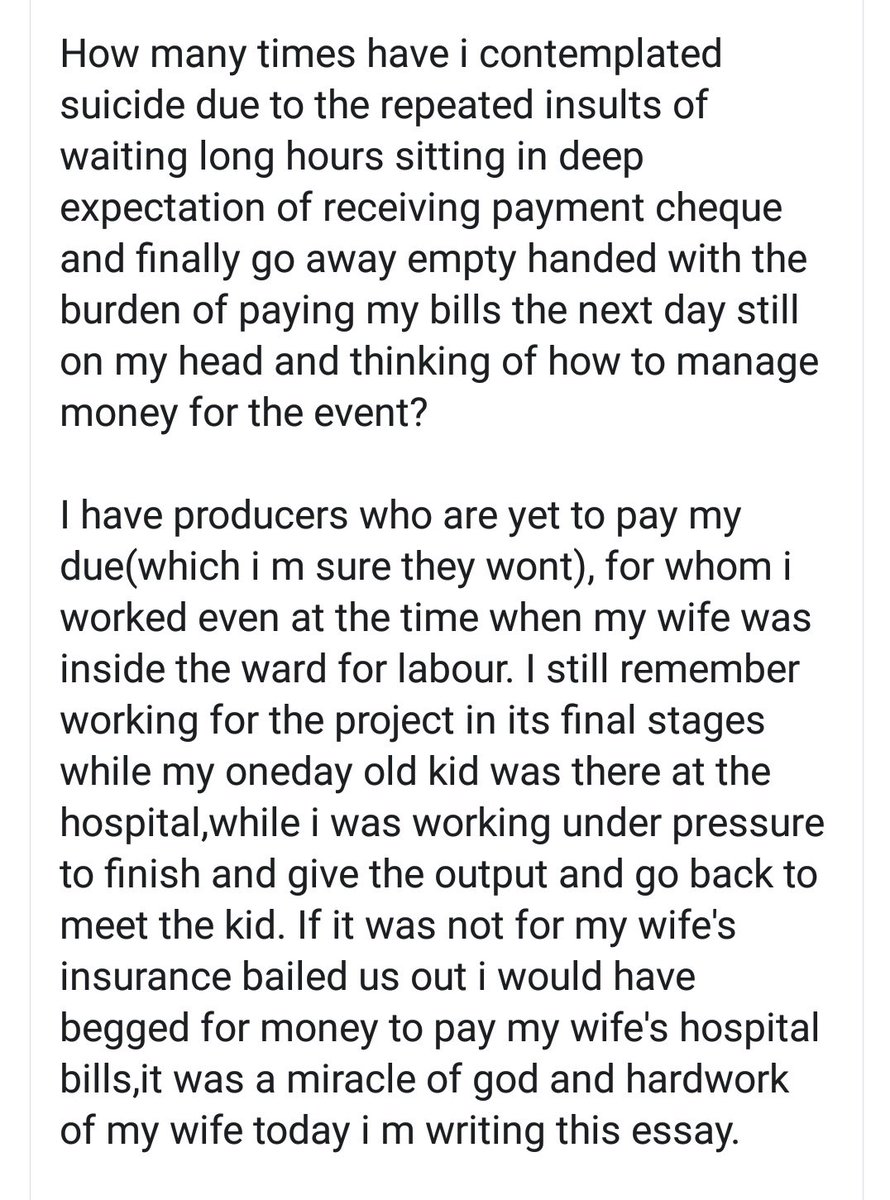 How many times have i contemplated
suicide due to the repeated insults of
waiting long hours sitting in deep
expectation of receiving payment cheque
and finally go away empty handed with the
burden of paying my bills the next day still
on my head and thinking of how to manage
money for the event?
I have producers who are yet to pay my
due(which i m sure they wont), for whom i
worked even at the time when my wife was
inside the ward for labour. I still remember
working for the project in its final stages
while my oneday old kid was there at the
hospital,while i was working under pressure
to finish and give the output and go back to
meet the kid. If it was not for my wife's
insurance bailed us out i would have
begged for money to pay my wife's hospital
bills,it was a miracle of god and hardwork
of my wife today i m writing this essay.